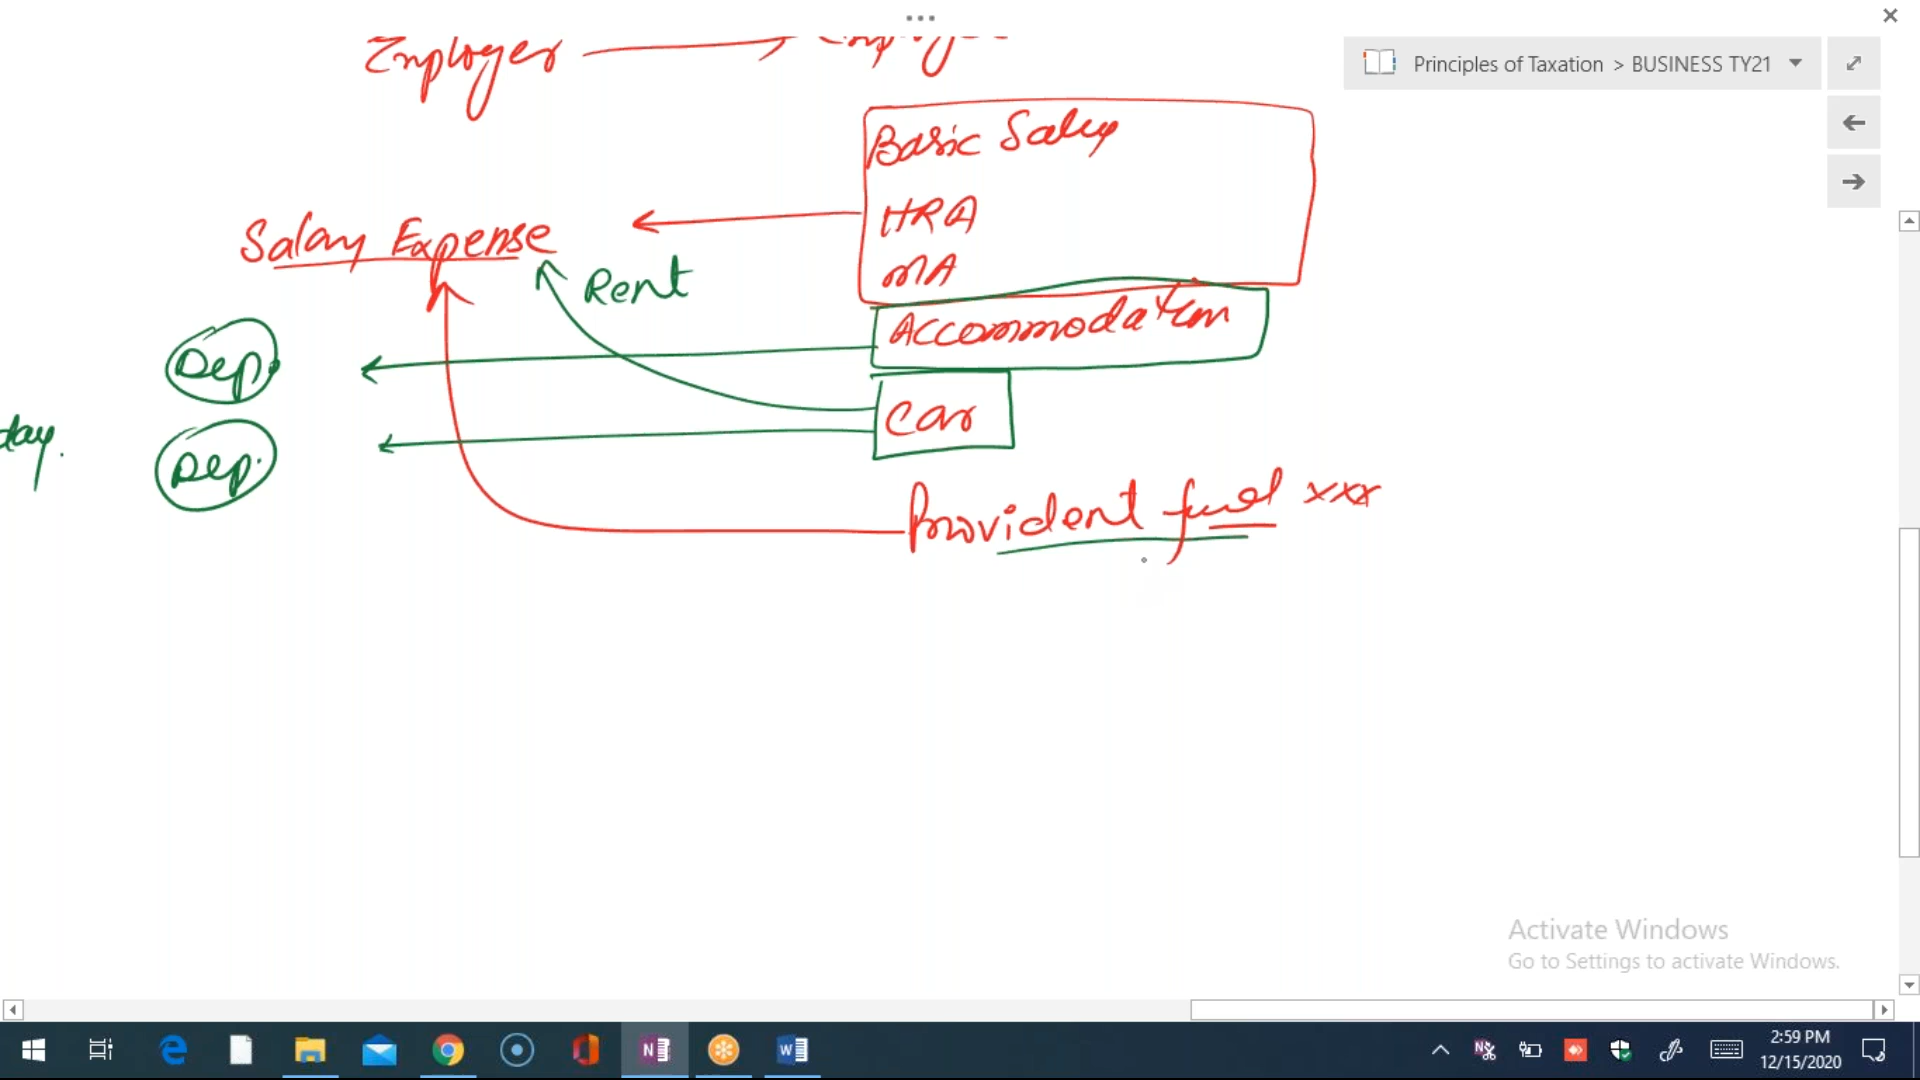 Principles of Taxation > BUSINESS TY21
Employer
Basic Salary
HRA
MA
Salary Expense
Rent
Accommodation
Dep.
Car
day.
Dep.
Provident fund xxx
Activate Windows
Go to Settings to activate Windows.
2:59 PM
12/15/2020